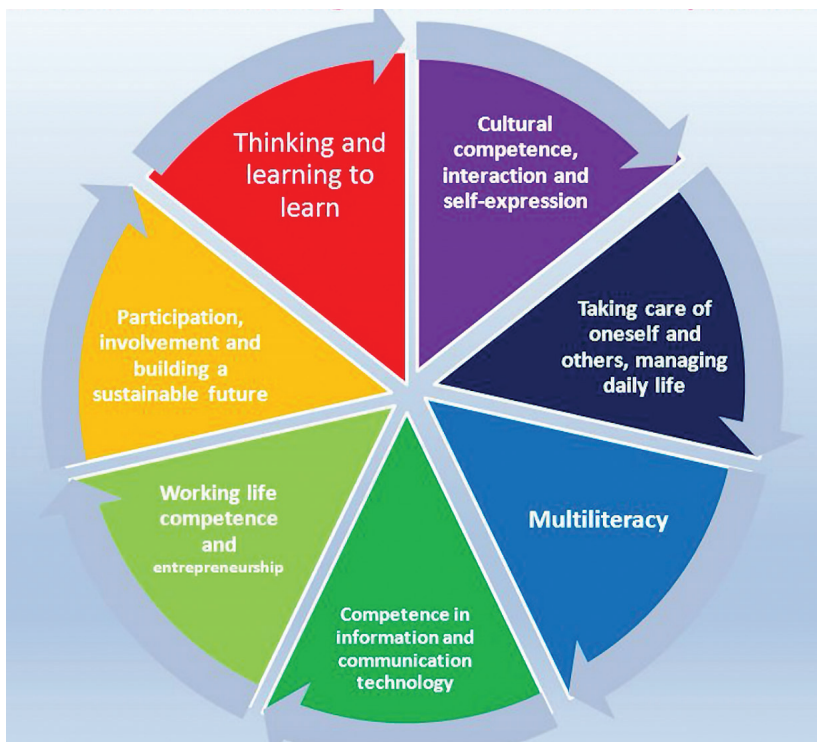 Thinking and
learning to
learn
Cultural
competence,
interaction and
self-expression
Taking care of
oneself and
others, managing
daily life
Multiliteracy
Competence in
information and
communication
technology
Working life
competence
and
entrepreneurship
Participation,
involvement and
building a
sustainable future